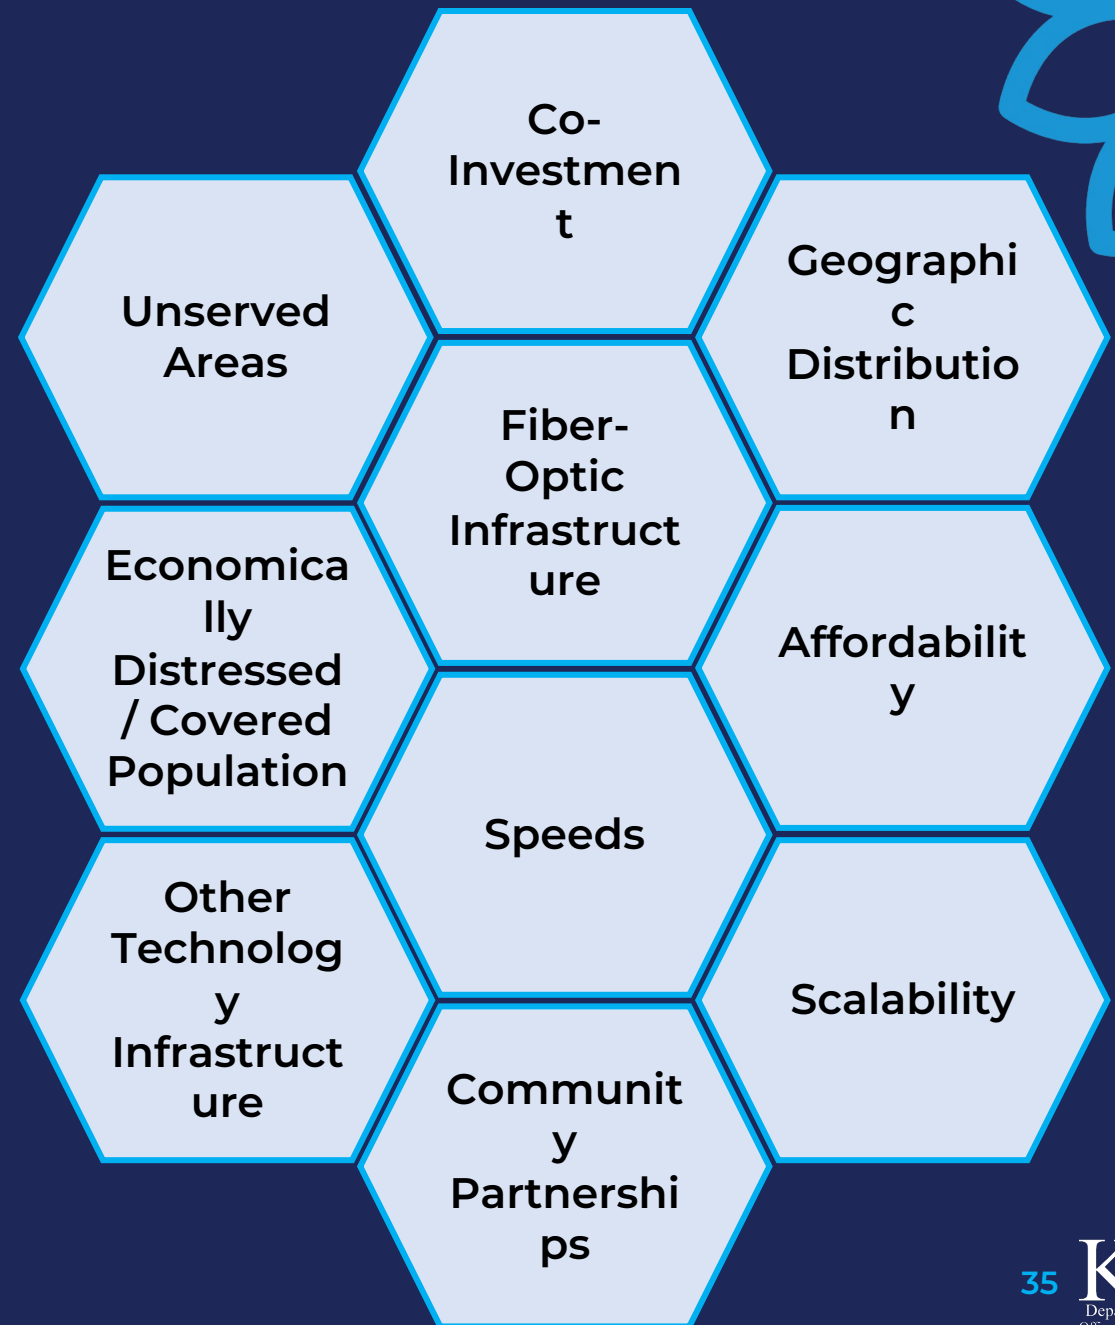 Co-
Investmen
t
Unserved
Areas
Geographi
c
Distributio
n
Fiber-
Optic
Infrastruct
ure
Economica
lly
Distressed
/ Covered
Population
Affordabilit
y
Speeds
Other
Technolog
y
Infrastruct
ure
Scalability
Communit
y
Partnershi
ps
35
K
Dep